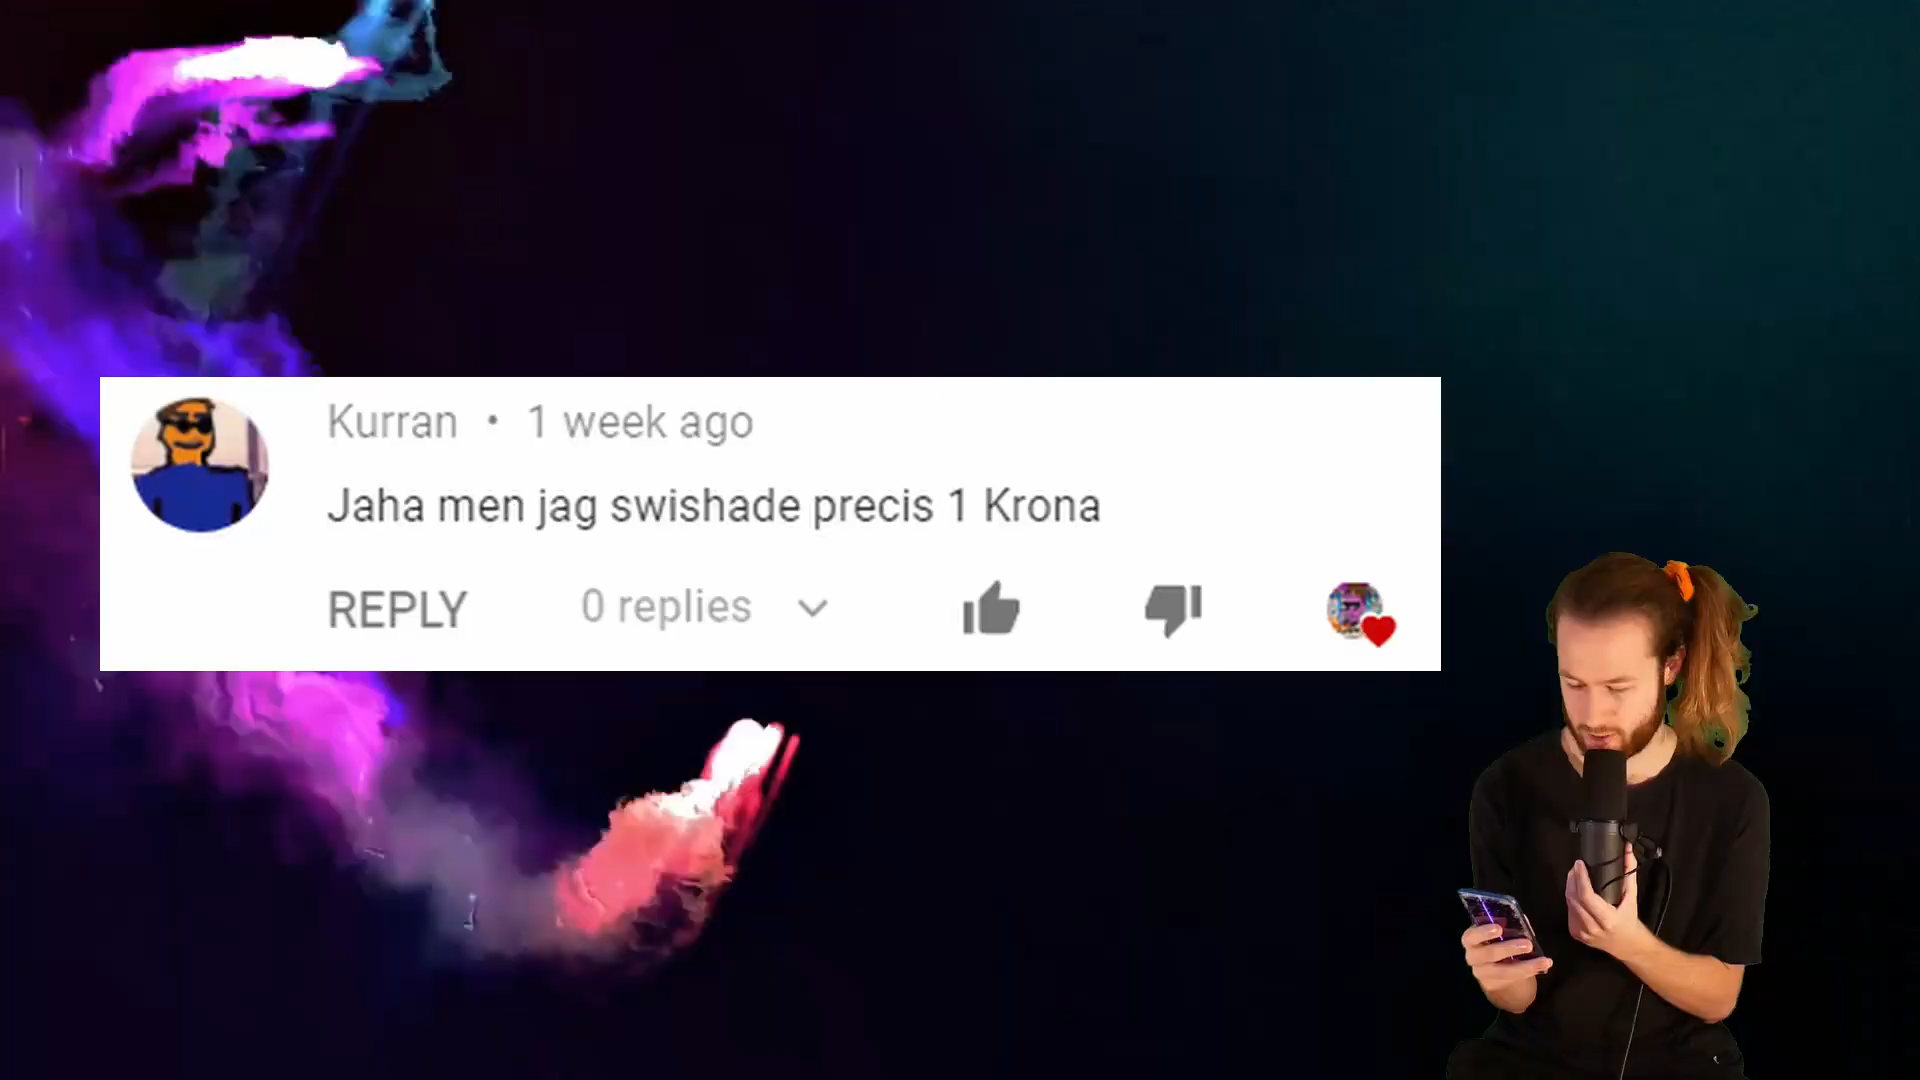 Kurran • 1 week ago
Jaha men jag swishade precis 1 Krona
REPLY 0 replies